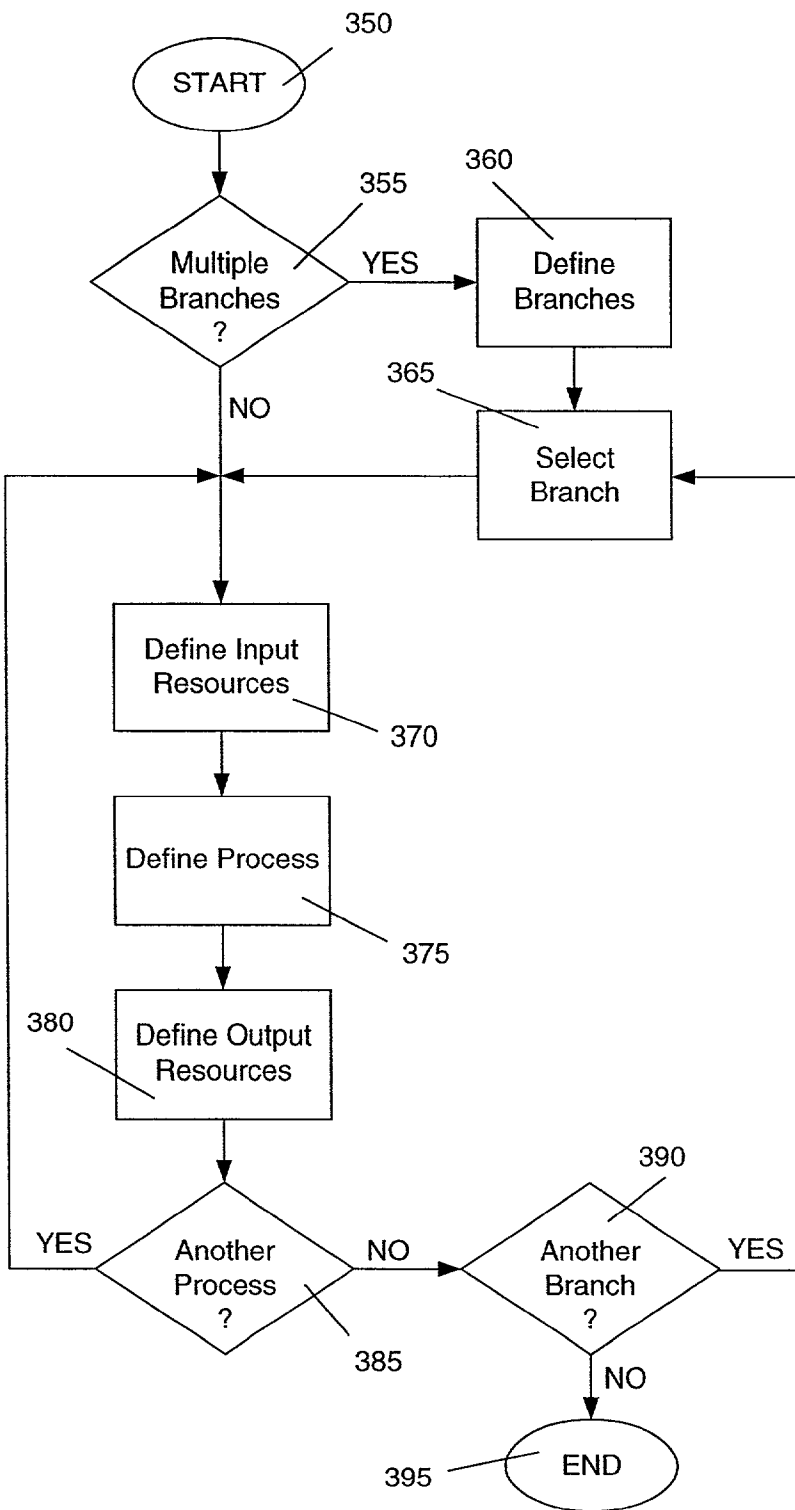 350
START
355
360
Multiple
Branches
?
YES
Define
Branches
365
NO
Select
Branch
Define Input
Resources
370
Define Process
375
380
Define Output
Resources
390
YES
Another
Process
?
NO
Another
Branch
?
YES
385
NO
395
END